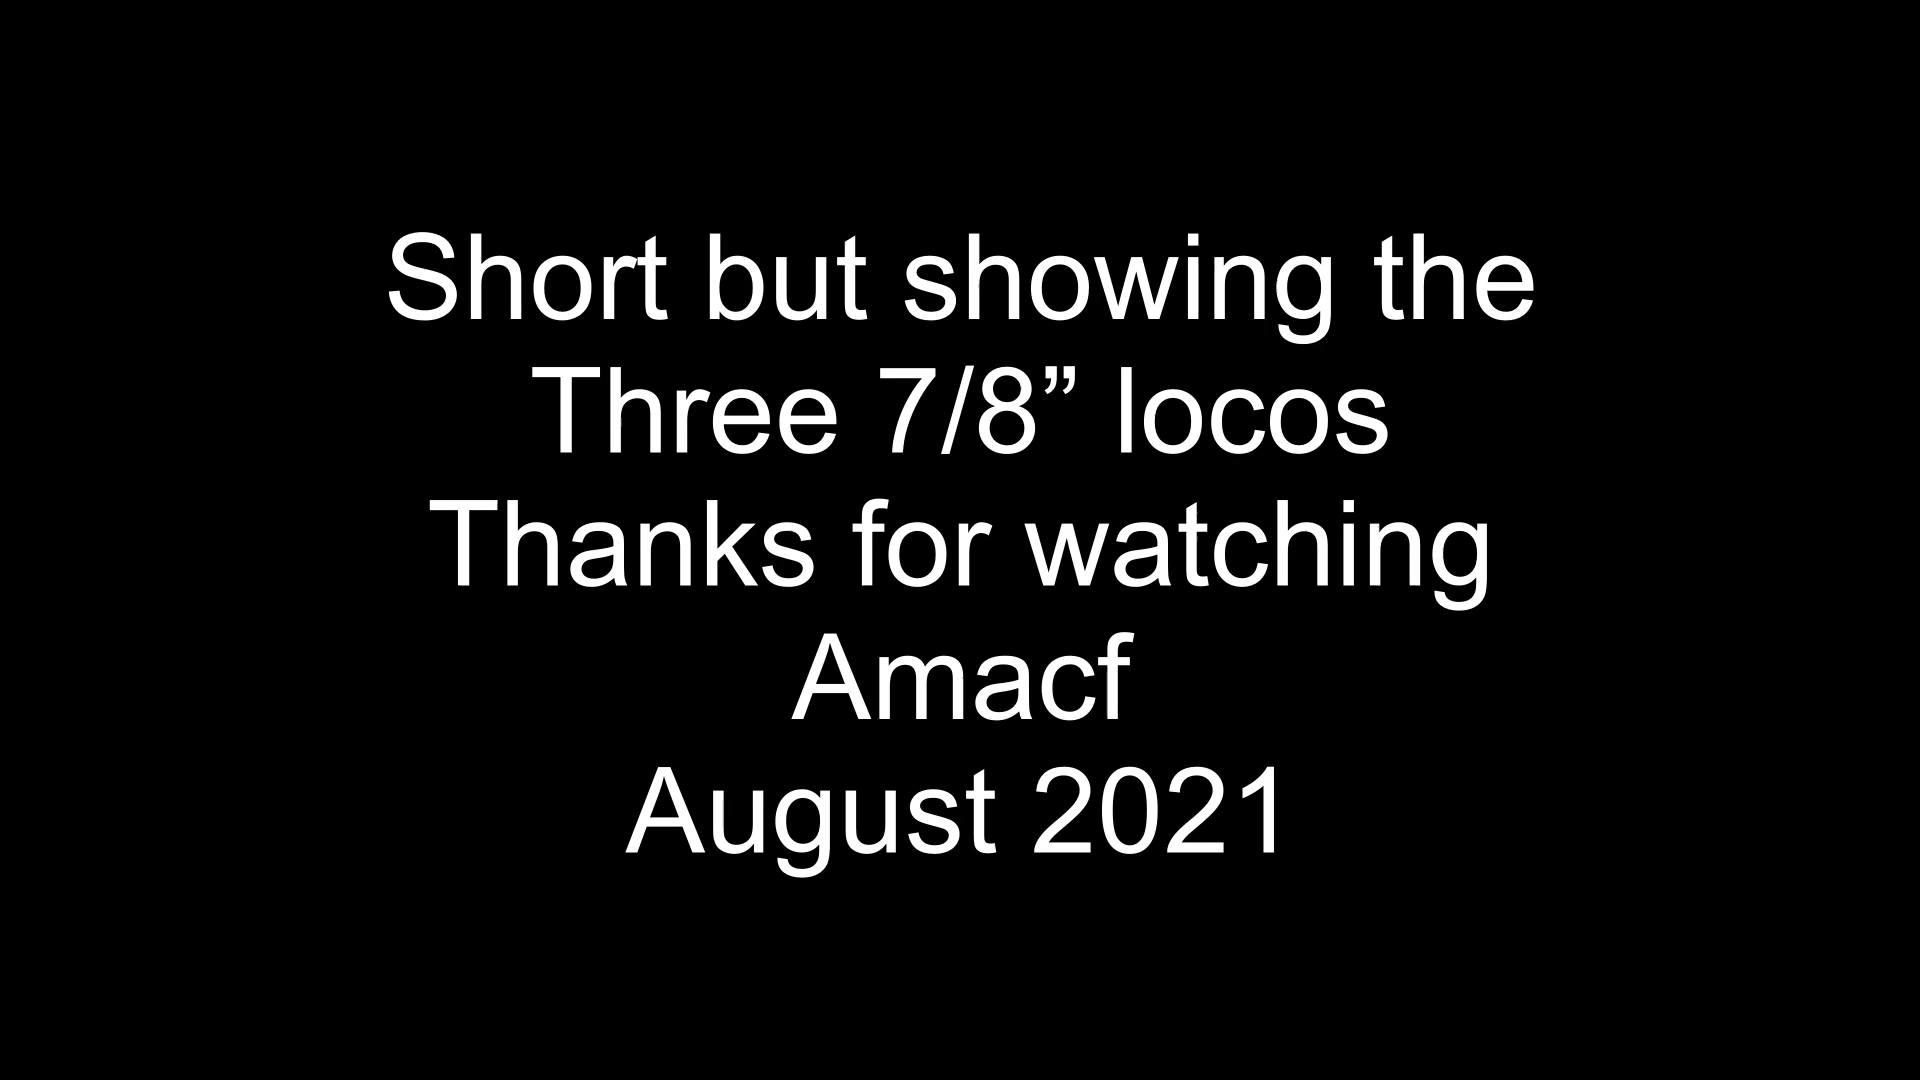 Short but showing the
Three 7/8” locos
Thanks for watching
Amacf
August 2021